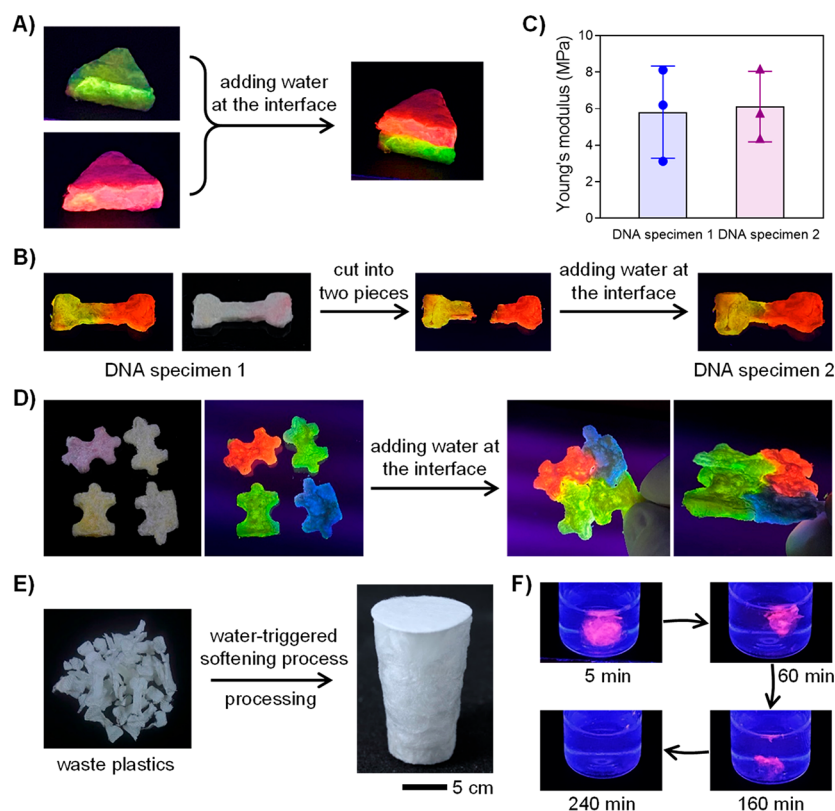 A)
adding water
at the interface
C)
Young's modulus (MPa)
10
8
6
4
2
0
DNA specimen 1 DNA specimen 2
B)
cut into
two pieces
adding water at
the interface
DNA specimen 1
DNA specimen 2
D)
adding water at
the interface
E)
water-triggered
softening process
processing
waste plastics
5 cm
F)
5 min
60 min
240 min
160 min